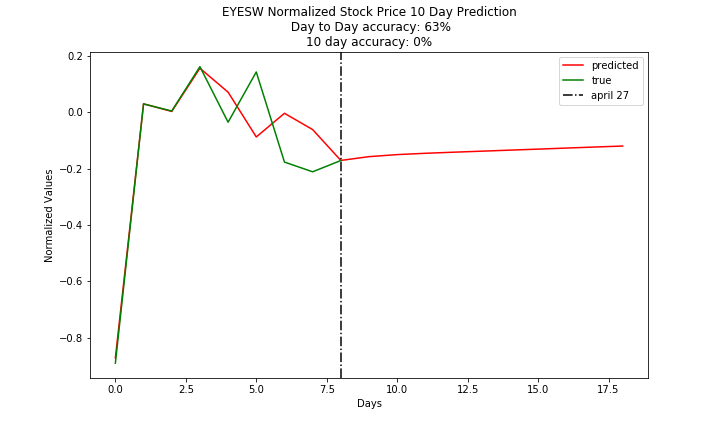 EYESW Normalized Stock Price 10 Day Prediction
Day to Day accuracy: 63%
10 day accuracy: 0%
predicted
true
april 27
Normalized Values
0.2
0.0
−0.2
−0.4
−0.6
−0.8
0.0 2.5 5.0 7.5 10.0 12.5 15.0 17.5
Days